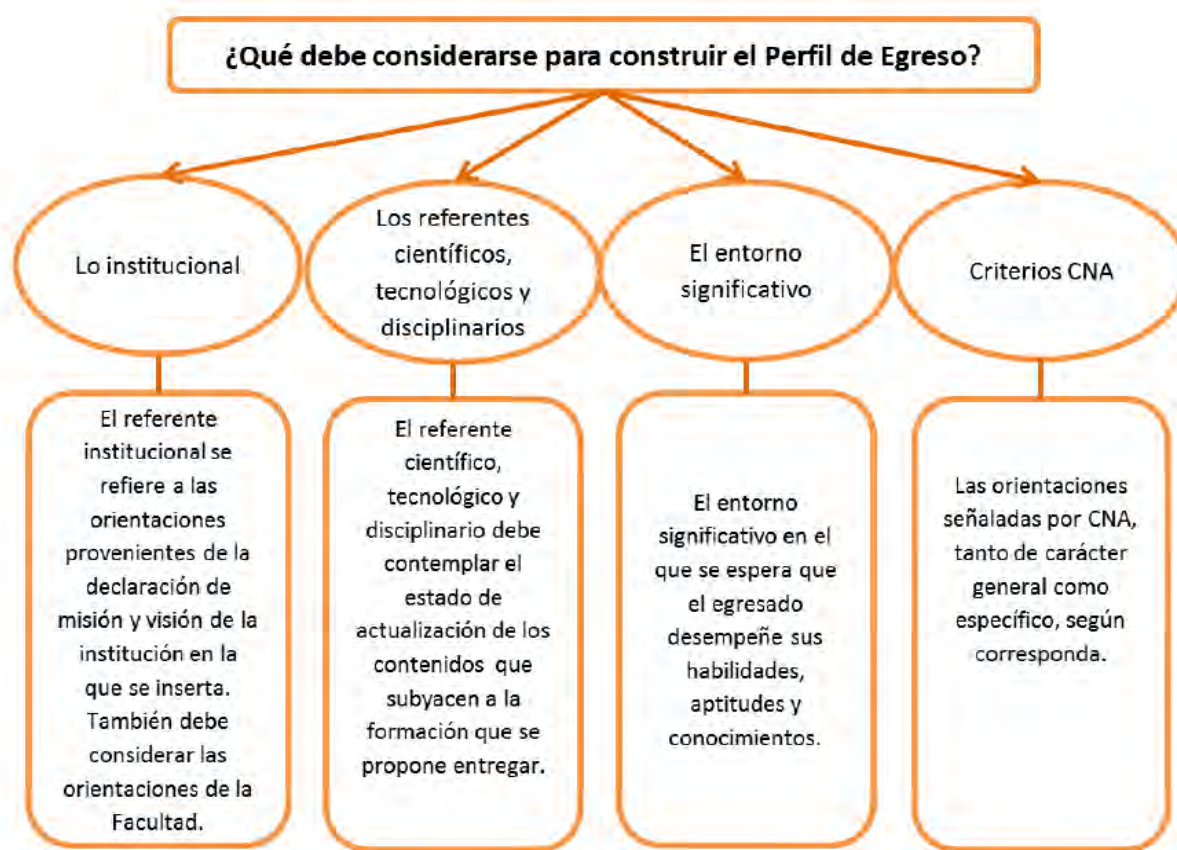 ¿Qué debe considerarse para construir el Perfil de Egreso?
Lo institucional
Los referentes
científicos,
tecnológicos y
disciplinarios
El entorno
significativo
Criterios CNA
El referente
institucional se
refiere a las
orientaciones
provenientes de la
declaración de
misión y visión de la
institución en la
que se inserta.
También debe
considerar las
orientaciones de la
Facultad.
El referente
científico,
tecnológico y
disciplinario debe
contemplar el
estado de
actualización de los
contenidos que
subyacen a la
formación que se
propone entregar.
El entorno
significativo en el
que se espera que
el egresado
desempeñe sus
habilidades,
aptitudes y
conocimientos.
Las orientaciones
señaladas por CNA,
tanto de carácter
general como
específico, según
corresponda.